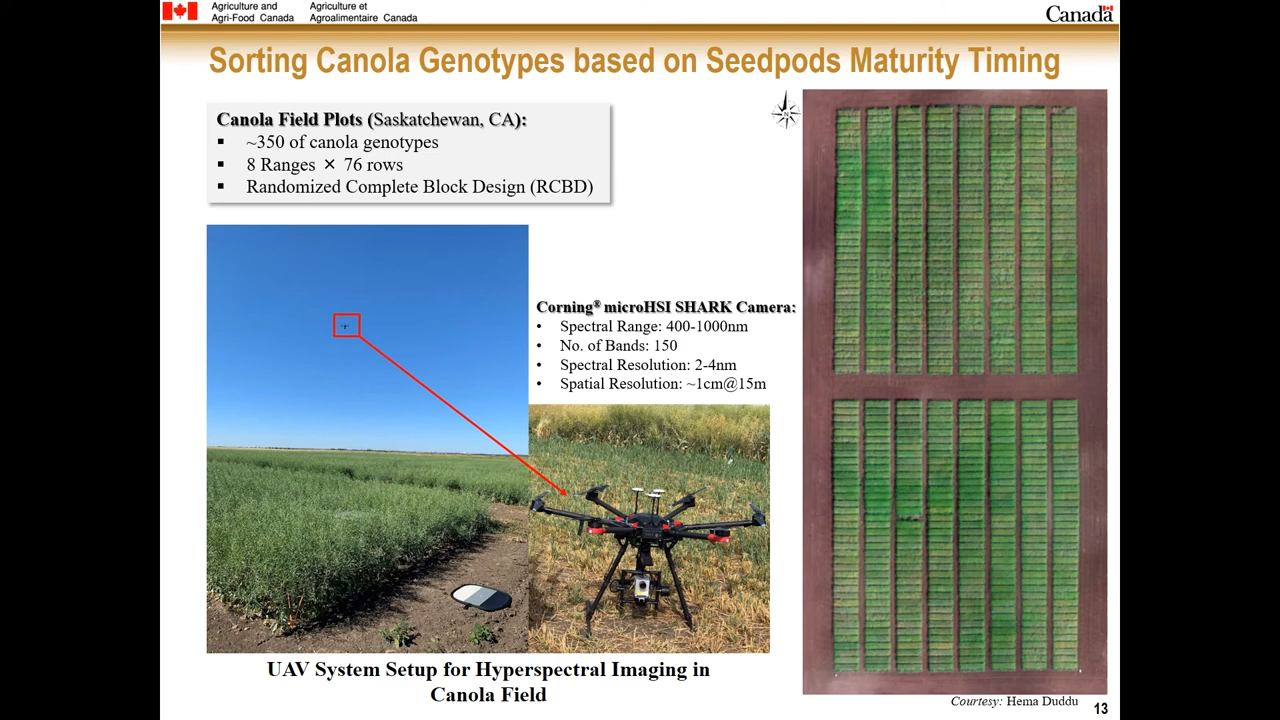 Agriculture and
Agri-Food Canada
Agriculture et
Agroalimentaire Canada
Canada
Sorting Canola Genotypes based on Seedpods Maturity Timing
Canola Field Plots (Saskatchewan, CA):
▪ ~350 of canola genotypes
▪ 8 Ranges × 76 rows
▪ Randomized Complete Block Design (RCBD)
N
Corning® microHSI SHARK Camera:
• Spectral Range: 400-1000nm
• No. of Bands: 150
• Spectral Resolution: 2-4nm
• Spatial Resolution: ~1cm@15m
UAV System Setup for Hyperspectral Imaging in
Canola Field
Courtesy: Hema Duddu
13